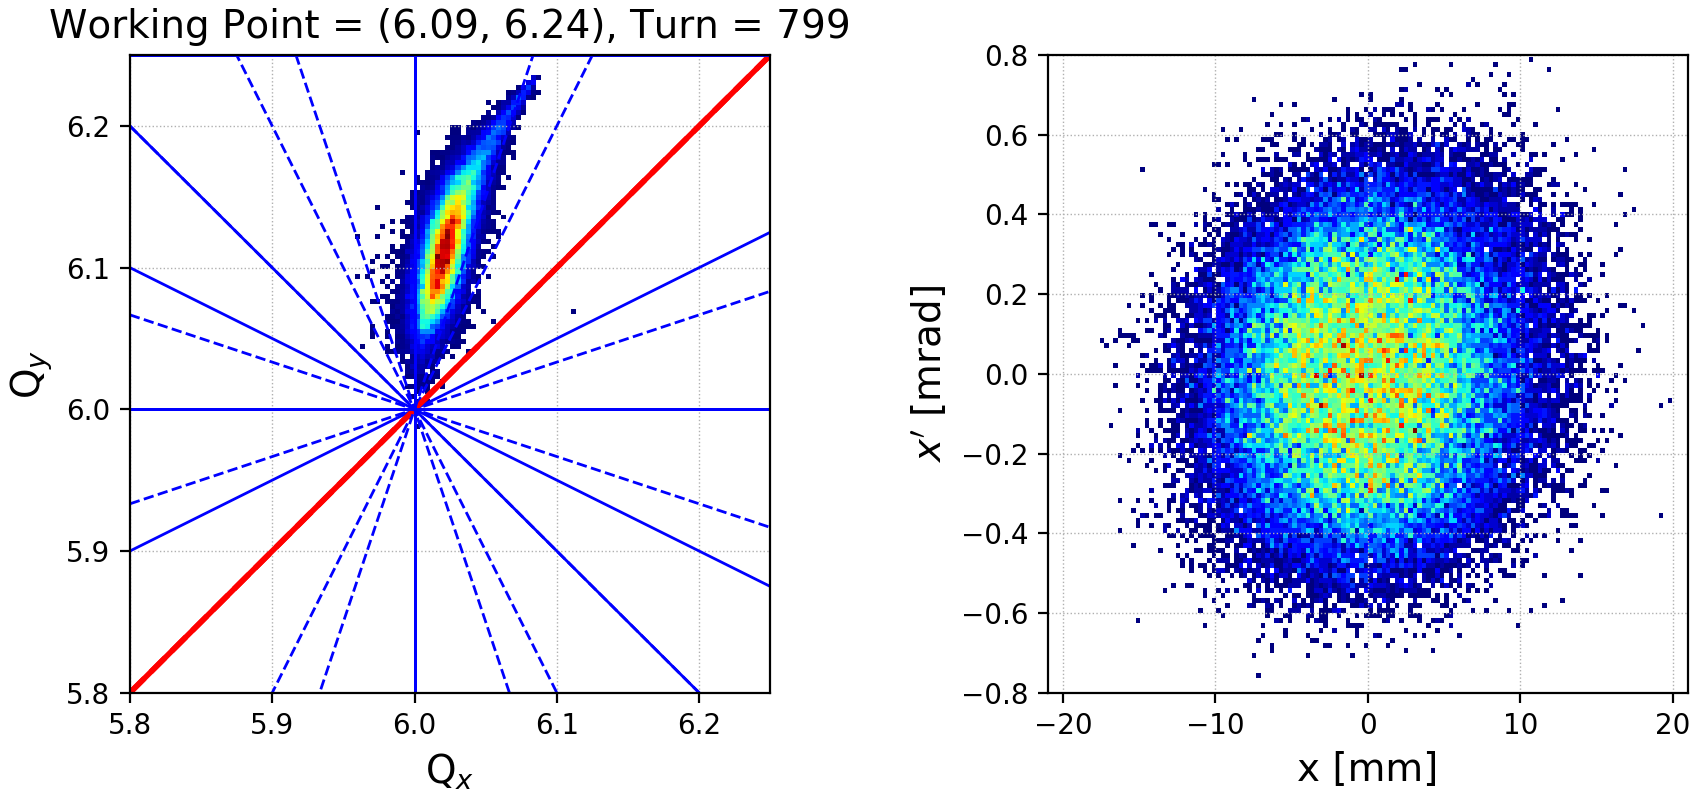 Working Point = (6.09, 6.24), Turn = 799
6.2
6.1
6.0
5.9
5.8
Q_y
5.8 5.9 6.0 6.1 6.2
Q_x
0.8
0.6
0.4
0.2
0.0
−0.2
−0.4
−0.6
−0.8
x′ [mrad]
−20 −10 0 10 20
x [mm]